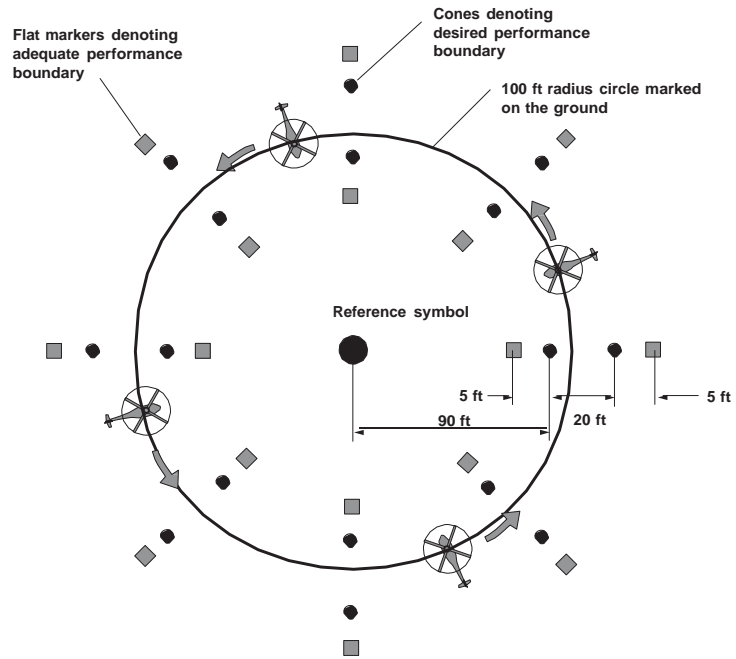 Flat markers denoting
adequate performance
boundary
Cones denoting
desired performance
boundary
100 ft radius circle marked
on the ground
Reference symbol
5 ft
90 ft
20 ft
5 ft